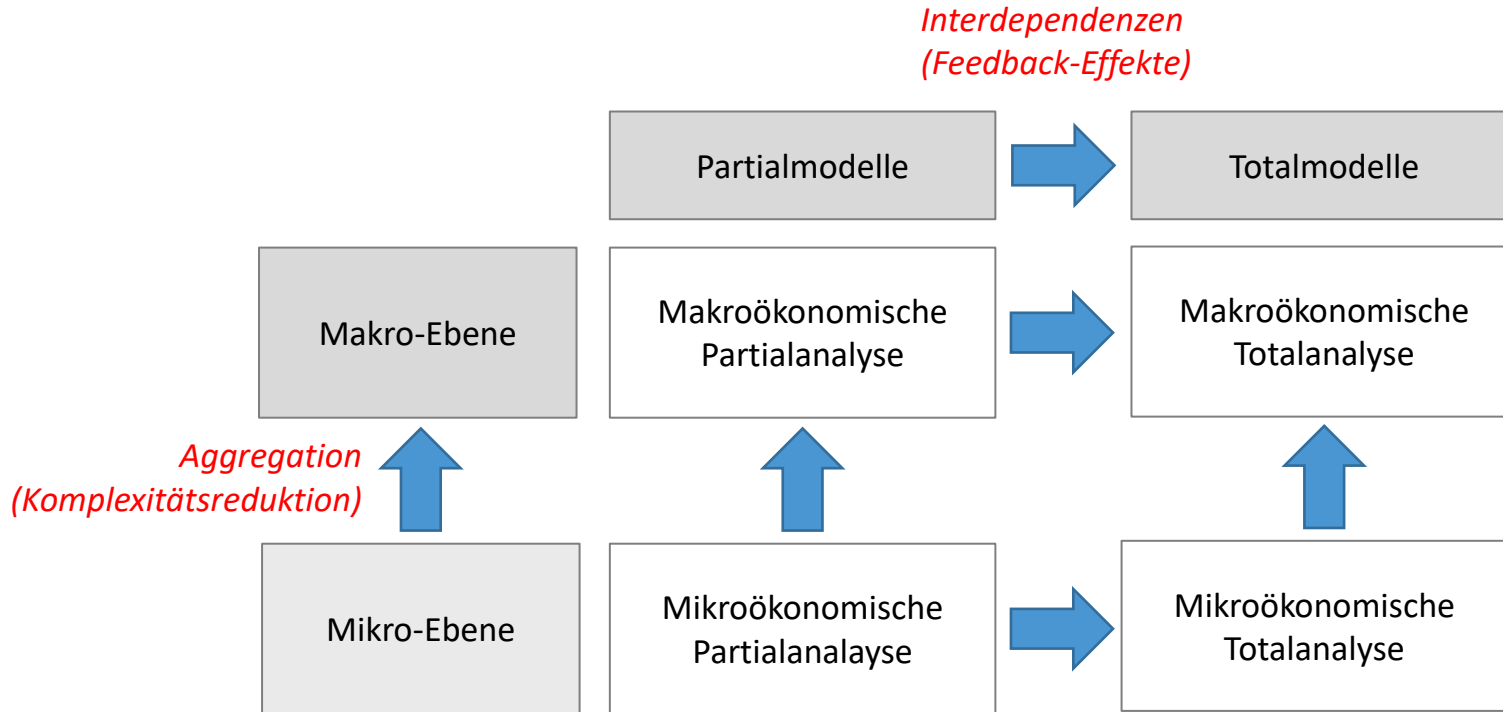 Interdependenzen
(Feedback-Effekte)
Partialmodelle
Totalmodelle
Makro-Ebene
Makroökonomische
Partialanalyse
Makroökonomische
Totalanalyse
Aggregation
(Komplexitätsreduktion)
Mikro-Ebene
Mikroökonomische
Partialanalayse
Mikroökonomische
Totalanalyse